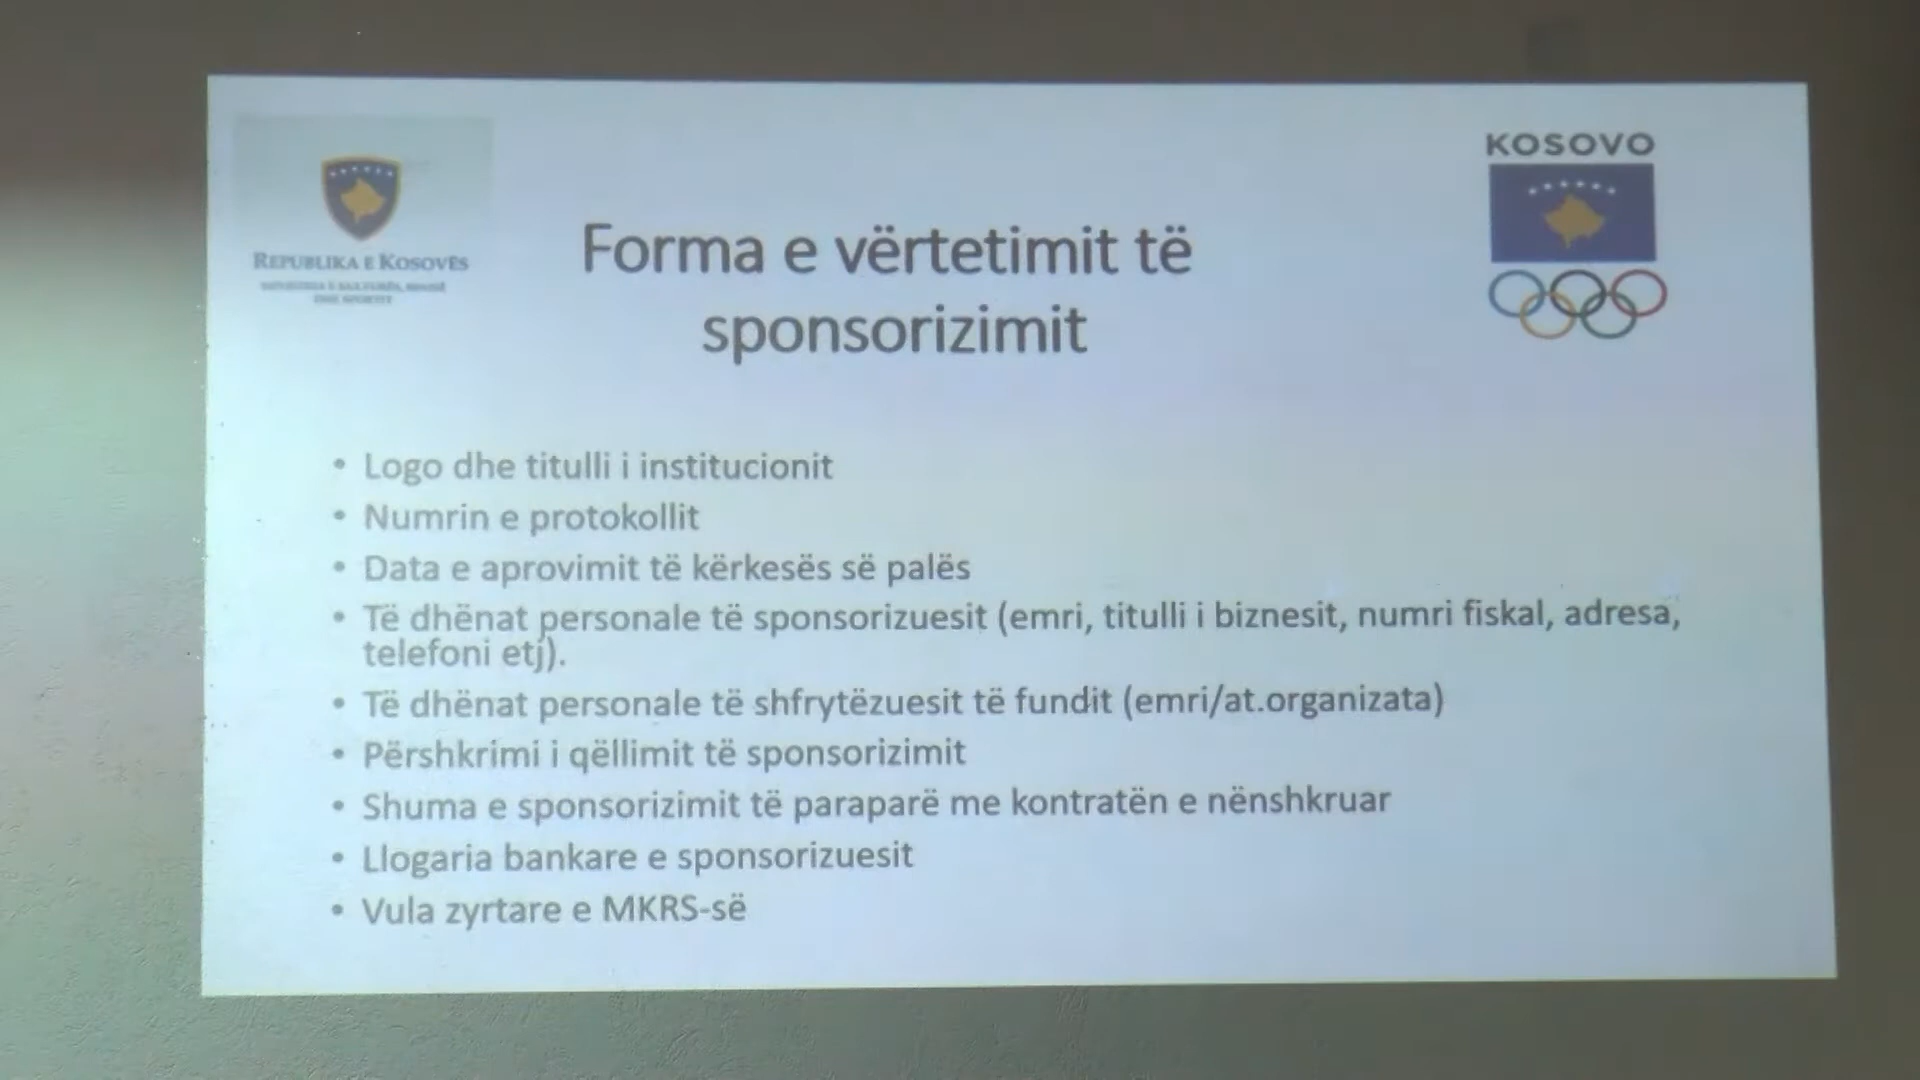 KOSOVO
REPUBLIKA E KOSOVËS
Forma e vërtetimit të
sponsorizimit
• Logo dhe titulli i institucionit
• Numrin e protokollit
• Data e aprovimit të kërkesës së palës
• Të dhënat personale të sponsorizuesit (emri, titulli i biznesit, numri fiskal, adresa,
telefoni etj).
• Të dhënat personale të shfrytëzuesit të fundit (emri/at.organizata)
• Përshkrimi i qëllimit të sponsorizimit
• Shuma e sponsorizimit të paraparë me kontratën e nënshkruar
• Llogaria bankare e sponsorizuesit
• Vula zyrtare e MKRS-së